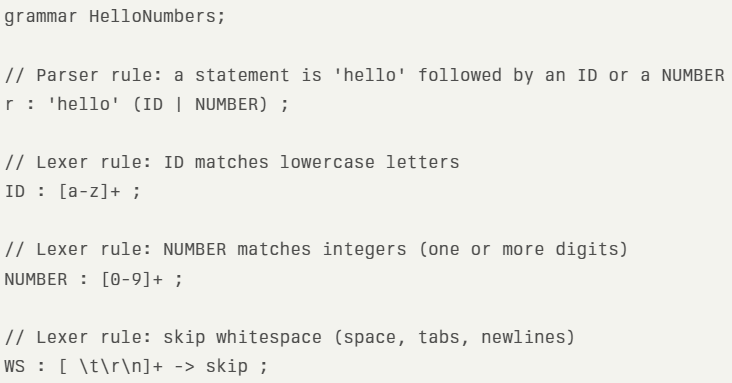 grammar HelloNumbers;
// Parser rule: a statement is 'hello' followed by an ID or a NUMBER
r : 'hello' (ID | NUMBER) ;
// Lexer rule: ID matches lowercase letters
ID : [a-z]+ ;
// Lexer rule: NUMBER matches integers (one or more digits)
NUMBER : [0-9]+ ;
// Lexer rule: skip whitespace (space, tabs, newlines)
WS : [ \t\r\n]+ -> skip ;